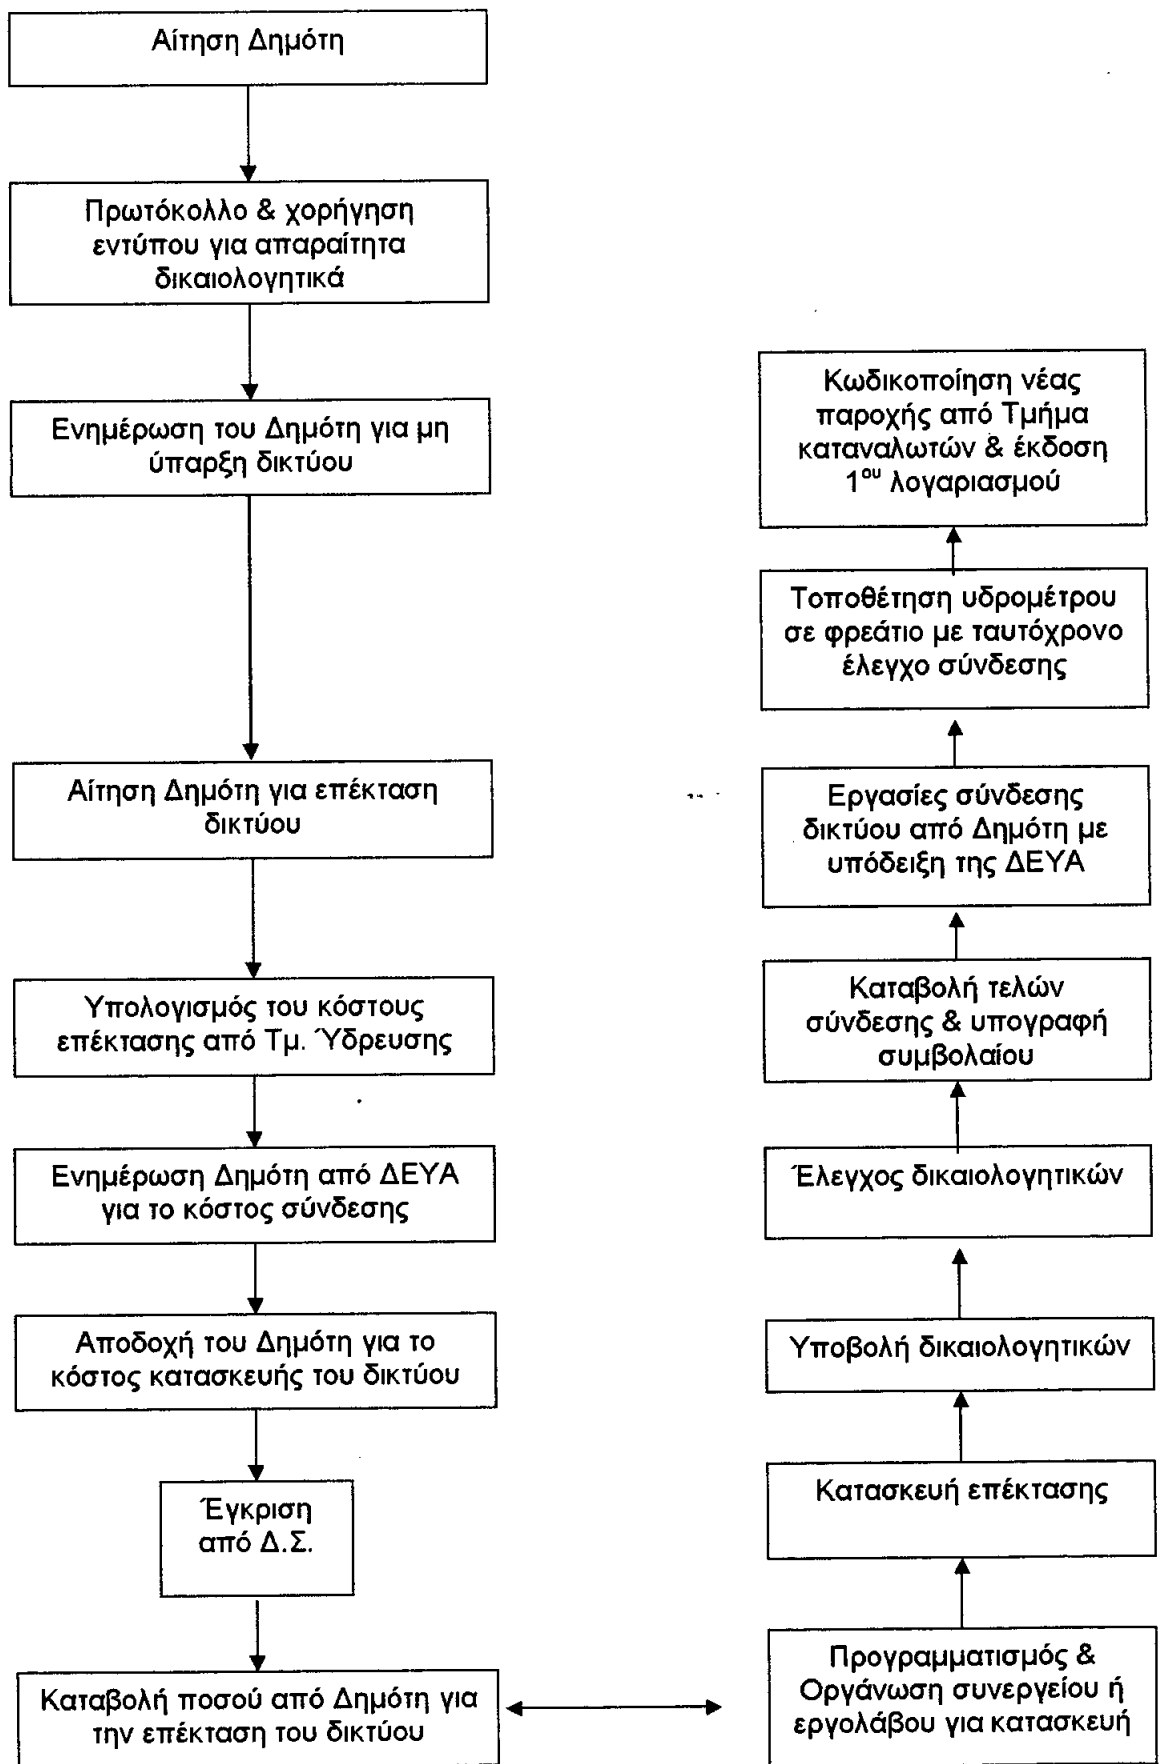 Αίτηση Δημότη
Πρωτόκολλο & χορήγηση
εντύπου για απαραίτητα
δικαιολογητικά
Ενημέρωση του Δημότη για μη
ύπαρξη δικτύου
Αίτηση Δημότη για επέκταση
δικτύου
Υπολογισμός του κόστους
επέκτασης από Τμ. Ύδρευσης
Ενημέρωση Δημότη από ΔΕΥΑ
για το κόστος σύνδεσης
Αποδοχή του Δημότη για το
κόστος κατασκευής του δικτύου
Έγκριση
από Δ.Σ.
Καταβολή ποσού από Δημότη για
την επέκταση του δικτύου
Προγραμματισμός &
Οργάνωση συνεργείου ή
εργολάβου για κατασκευή
Κατασκευή επέκτασης
Υποβολή δικαιολογητικών
Έλεγχος δικαιολογητικών
Καταβολή τελών
σύνδεσης & υπογραφή
συμβολαίου
Εργασίες σύνδεσης
δικτύου από Δημότη με
υπόδειξη της ΔΕΥΑ
Τοποθέτηση υδρομέτρου
σε φρεάτιο με ταυτόχρονο
έλεγχο σύνδεσης
Κωδικοποίηση νέας
παροχής από Τμήμα
καταναλωτών & έκδοση
1ου λογαριασμού